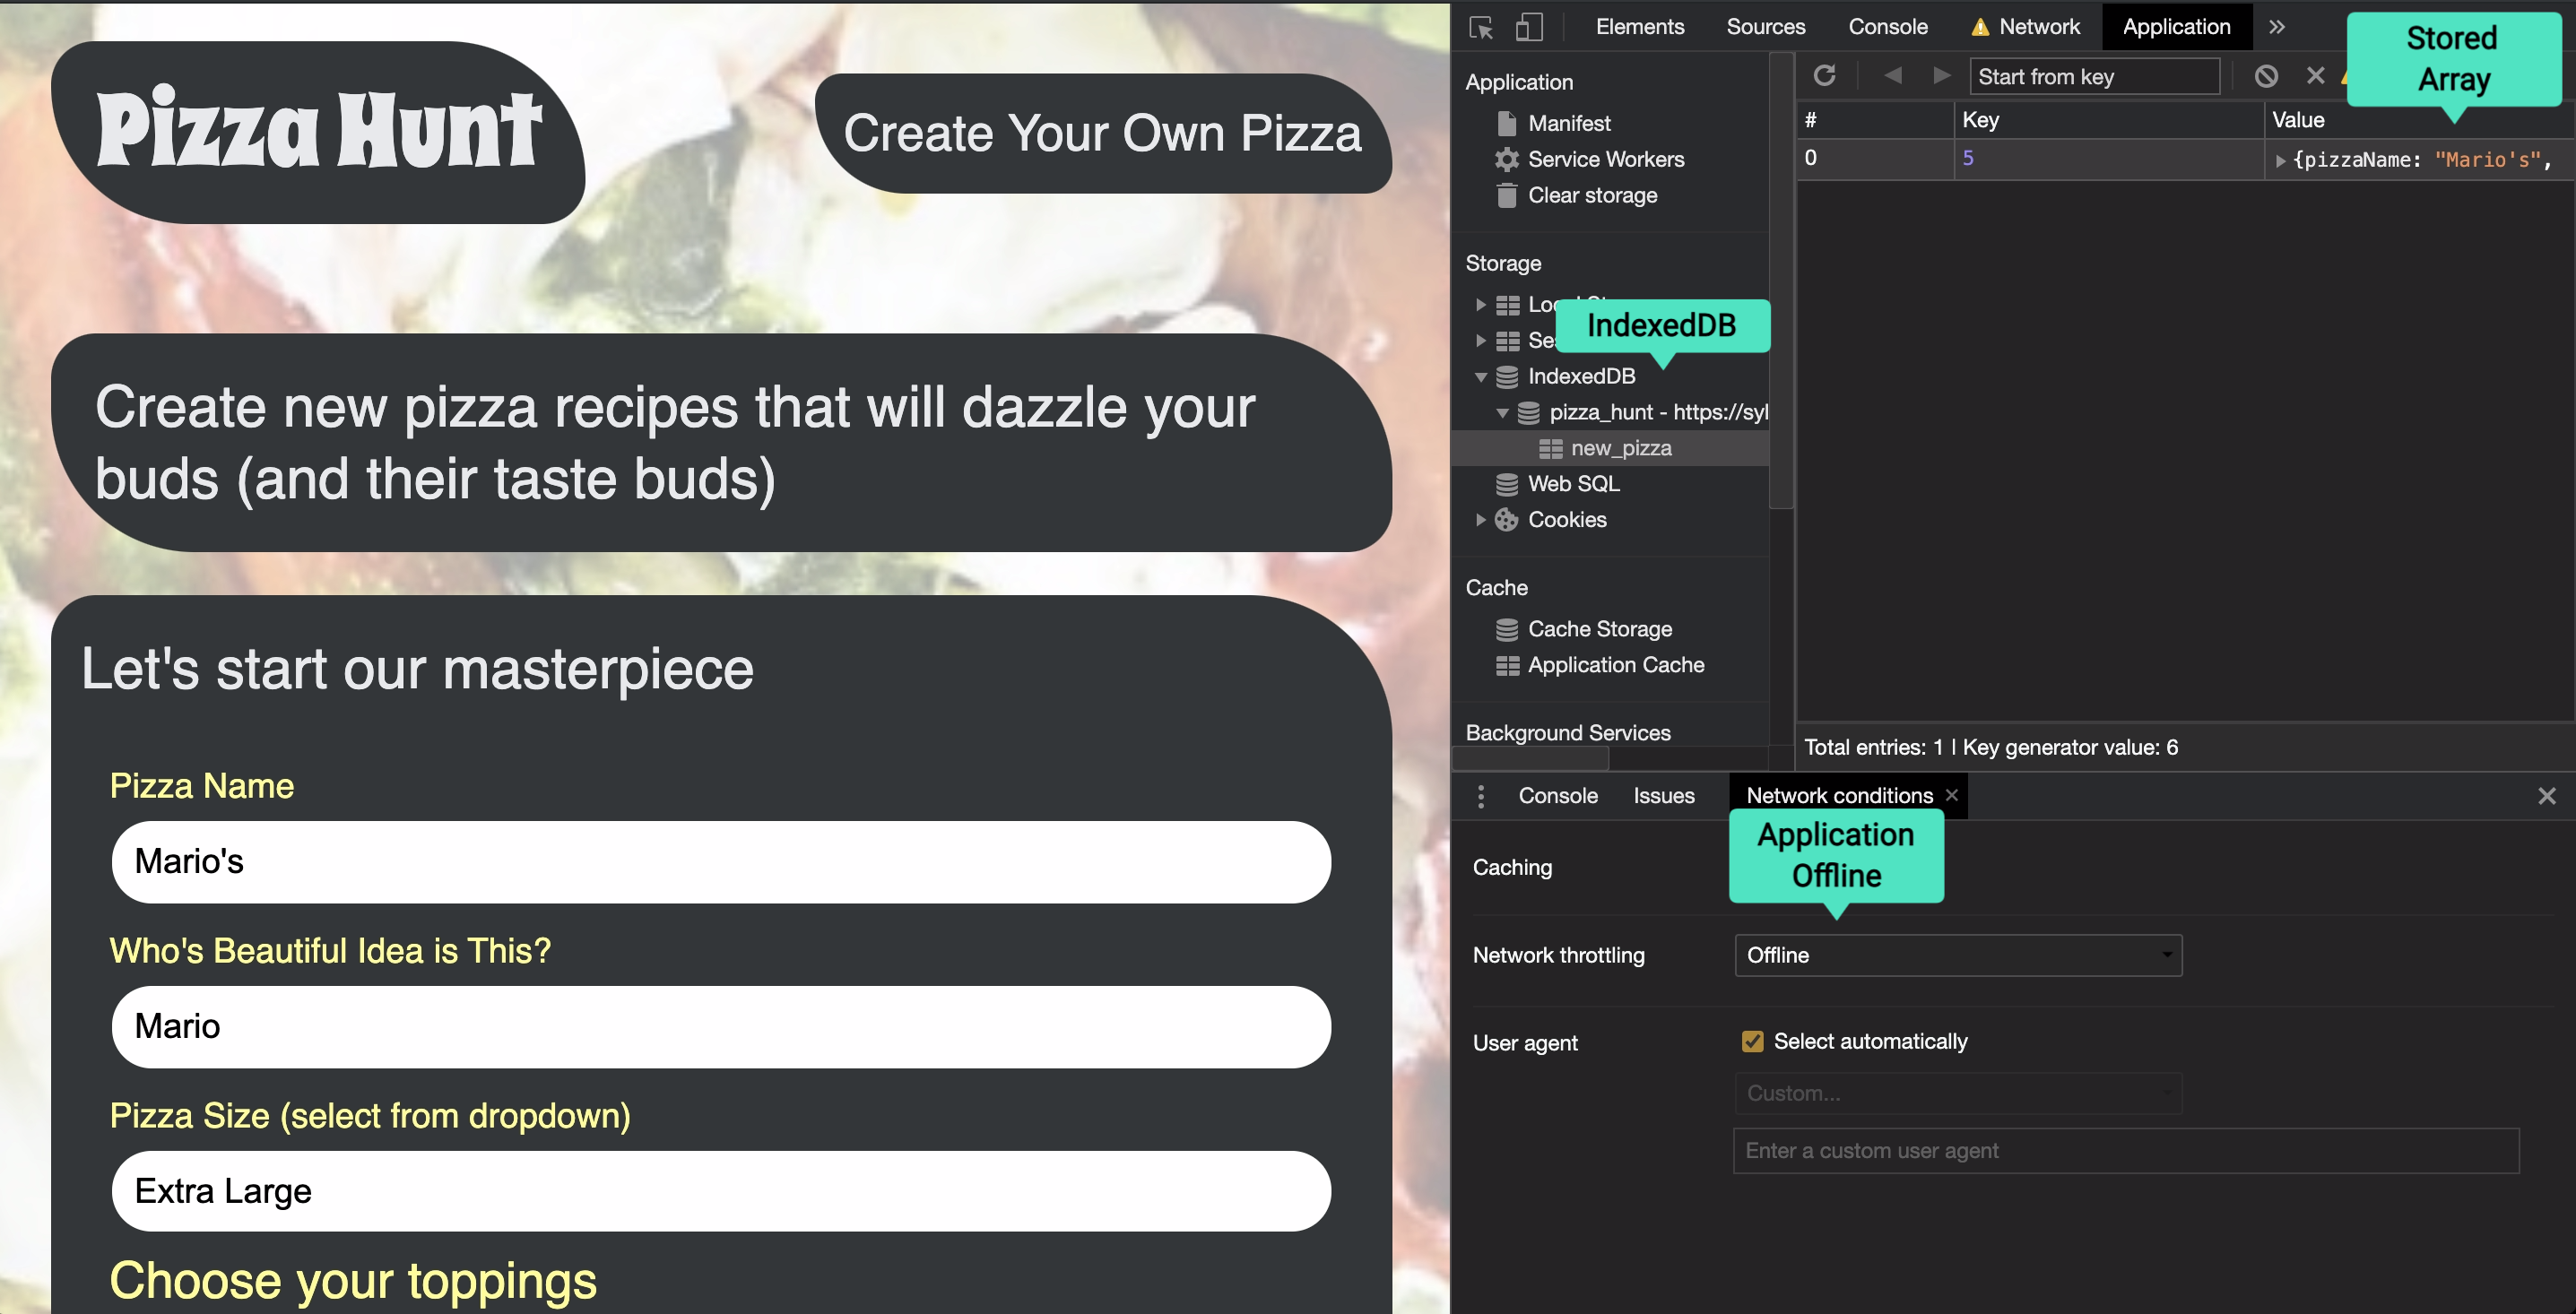 Pizza Hunt
Create Your Own Pizza
Create new pizza recipes that will dazzle your
buds (and their taste buds)
Let's start our masterpiece
Pizza Name
Mario's
Who's Beautiful Idea is This?
Mario
Pizza Size (select from dropdown)
Extra Large
Choose your toppings
Elements Sources Console Network Application »
Stored
Array
Application
Manifest
Service Workers
Clear storage
Storage
IndexedDB
IndexedDB
pizza_hunt - https://syl
new_pizza
Web SQL
Cookies
Cache
Cache Storage
Application Cache
Background Services
Start from key
# Key Value
0 5 {pizzaName: "Mario's",
Total entries: 1 | Key generator value: 6
Console Issues Network conditions
Application
Offline
Caching
Network throttling Offline
User agent Select automatically
Custom...
Enter a custom user agent